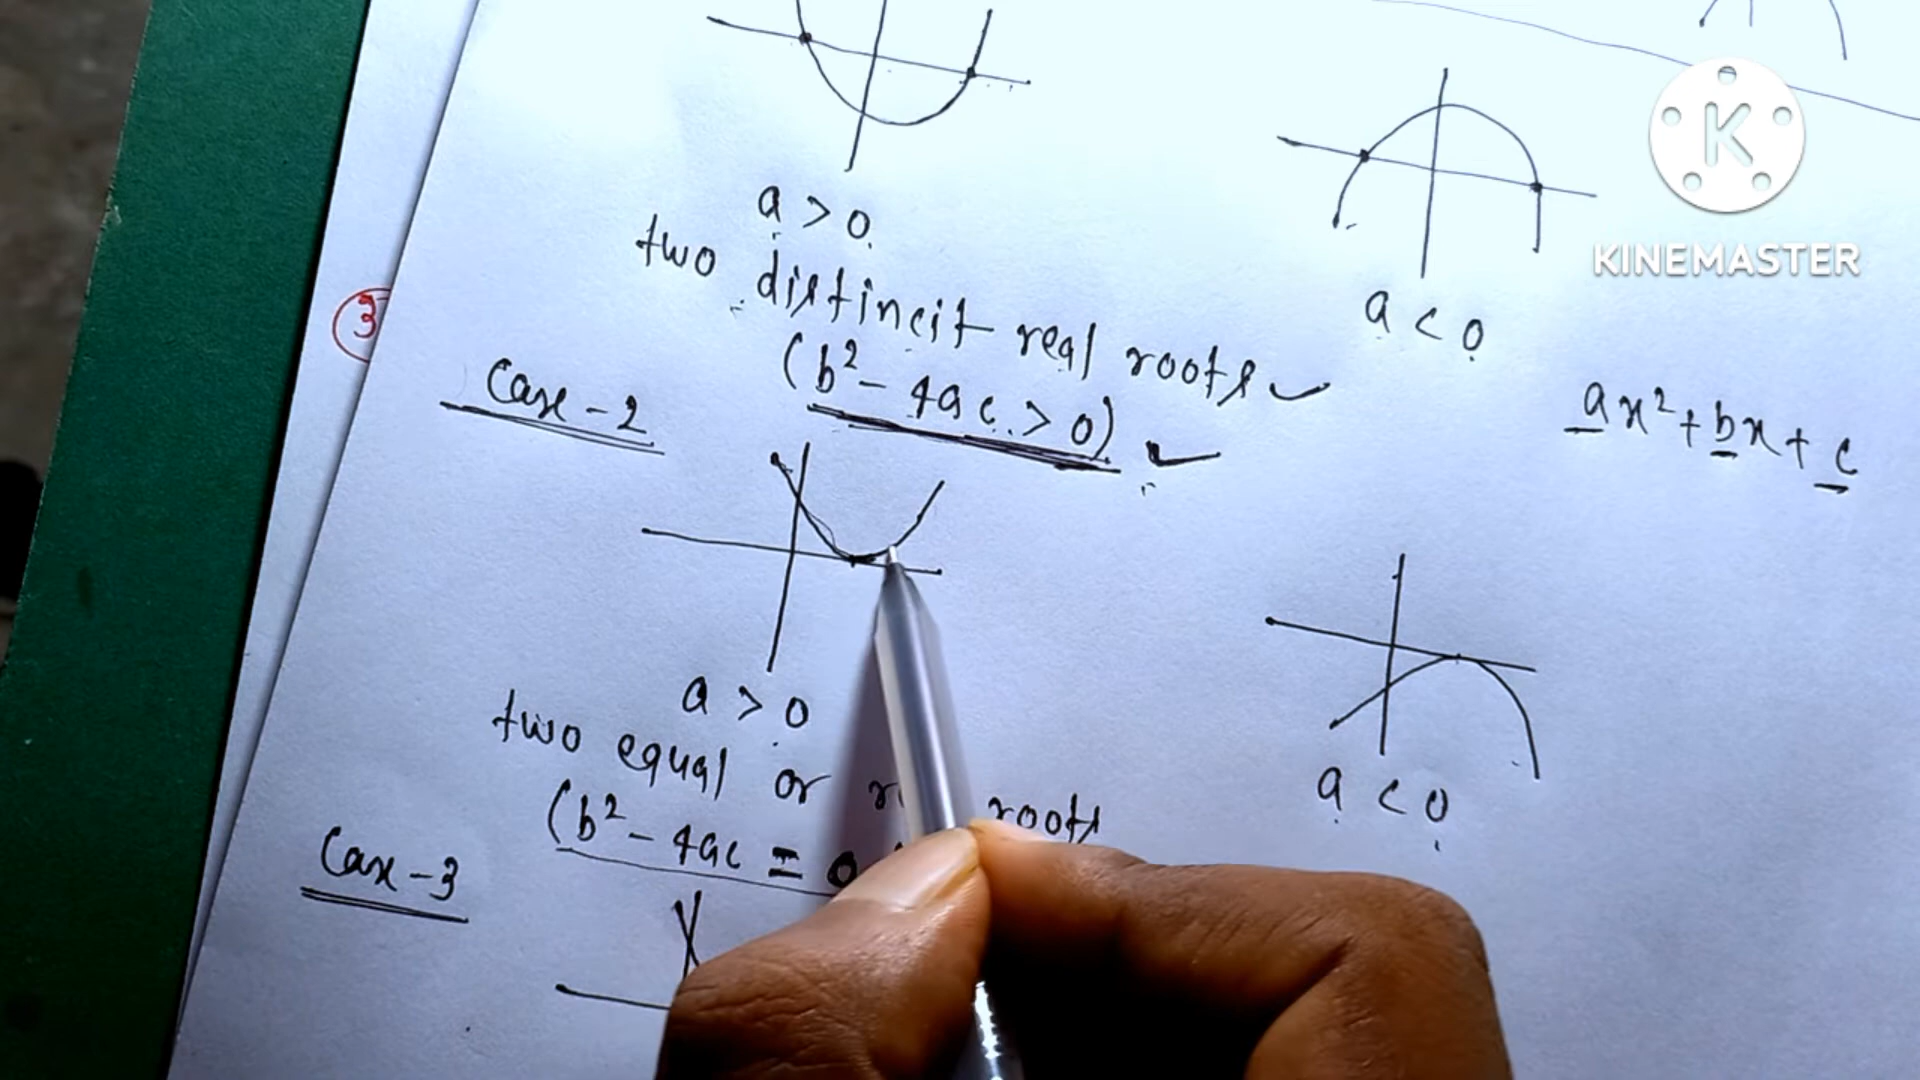 a > 0
a < 0
two distincit real roots
(b² - 4ac > 0)
ax² + bx + c
Case - 2
a > 0
a < 0
two equal or roots
(b² - 4ac = 0
Case - 3
3
K
KINEMASTER